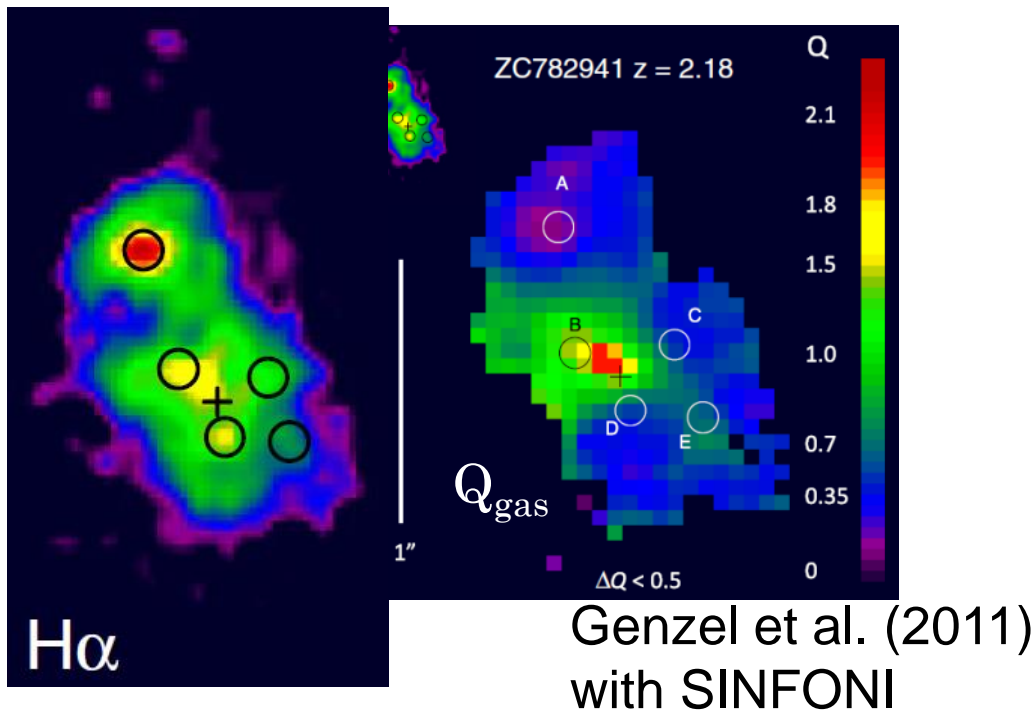 Hα
ZC782941 z = 2.18
Q
2.1
1.8
1.5
1.0
0.7
0.35
0
A
B
C
D
E
Qgas
1″
ΔQ < 0.5
Genzel et al. (2011)
with SINFONI